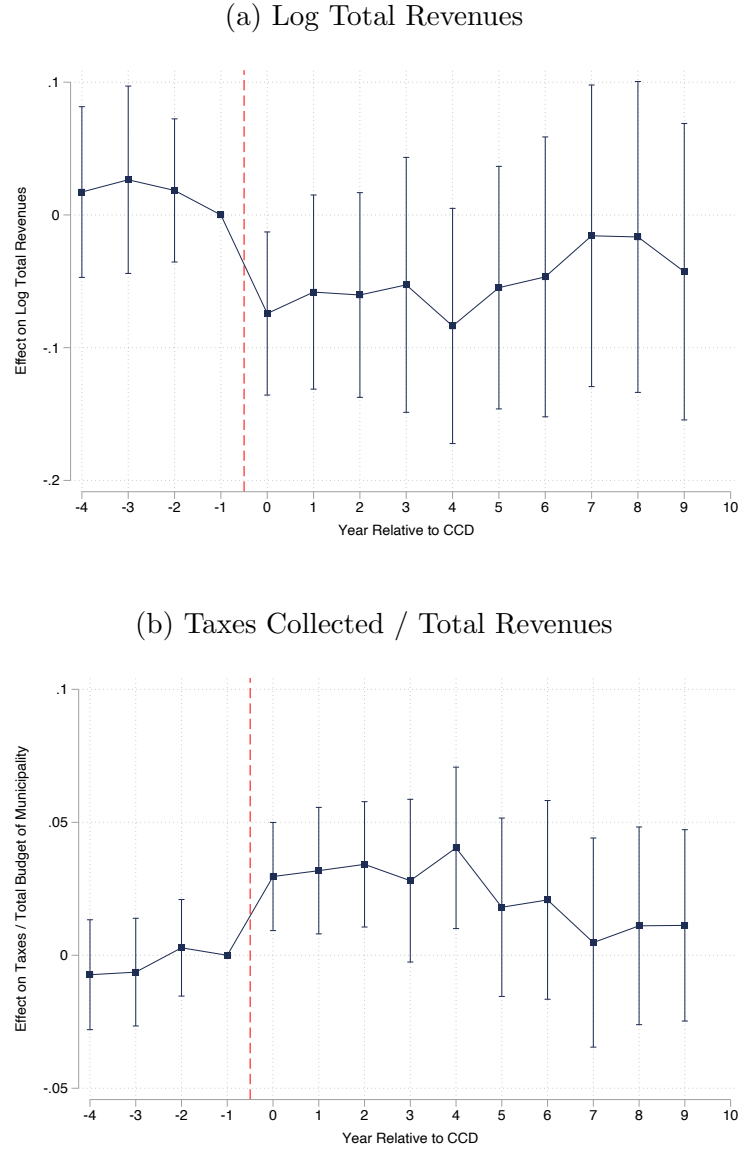 (a) Log Total Revenues
Effect on Log Total Revenues
.1
0
-.1
-.2
-4 -3 -2 -1 0 1 2 3 4 5 6 7 8 9 10
Year Relative to CCD
(b) Taxes Collected / Total Revenues
Effect on Taxes / Total Budget of Municipality
.1
.05
0
-.05
-4 -3 -2 -1 0 1 2 3 4 5 6 7 8 9 10
Year Relative to CCD